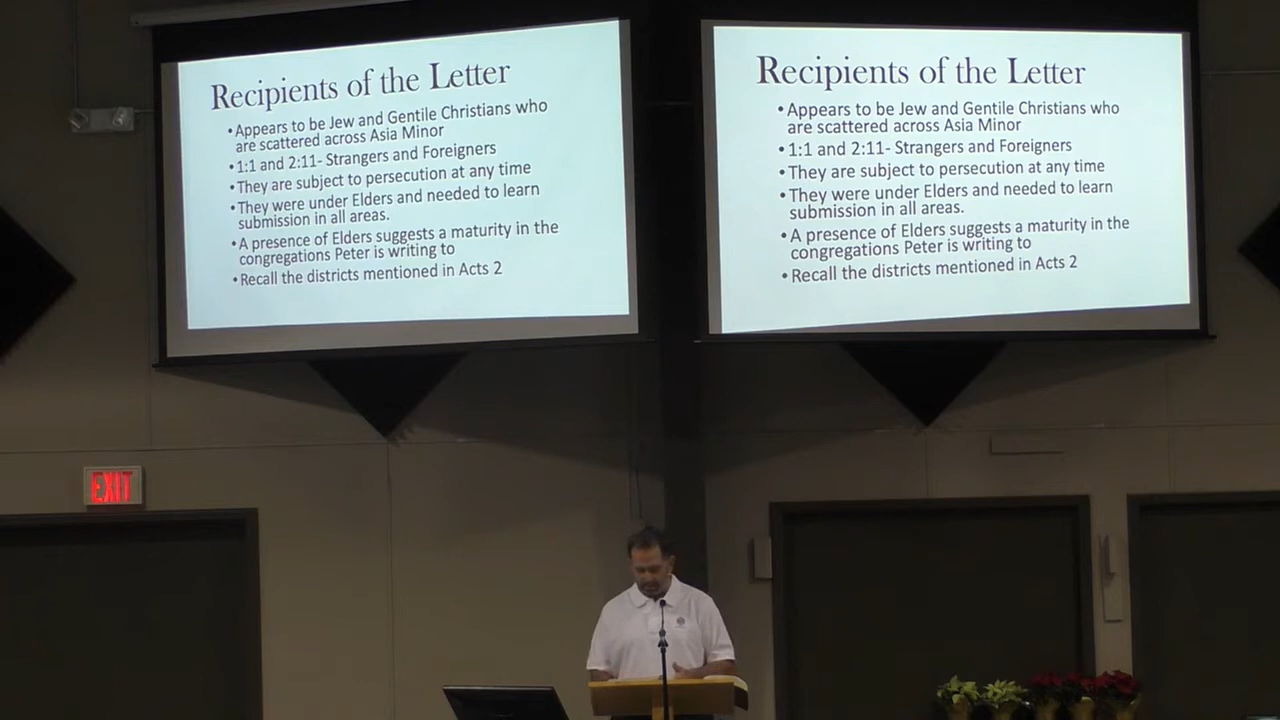 Recipients of the Letter
•Appears to be Jew and Gentile Christians who
are scattered across Asia Minor
•1:1 and 2:11- Strangers and Foreigners
•They are subject to persecution at any time
•They were under Elders and needed to learn
submission in all areas.
•A presence of Elders suggests a maturity in the
congregations Peter is writing to
•Recall the districts mentioned in Acts 2
Recipients of the Letter
•Appears to be Jew and Gentile Christians who
are scattered across Asia Minor
•1:1 and 2:11- Strangers and Foreigners
•They are subject to persecution at any time
•They were under Elders and needed to learn
submission in all areas.
•A presence of Elders suggests a maturity in the
congregations Peter is writing to
•Recall the districts mentioned in Acts 2
EXIT